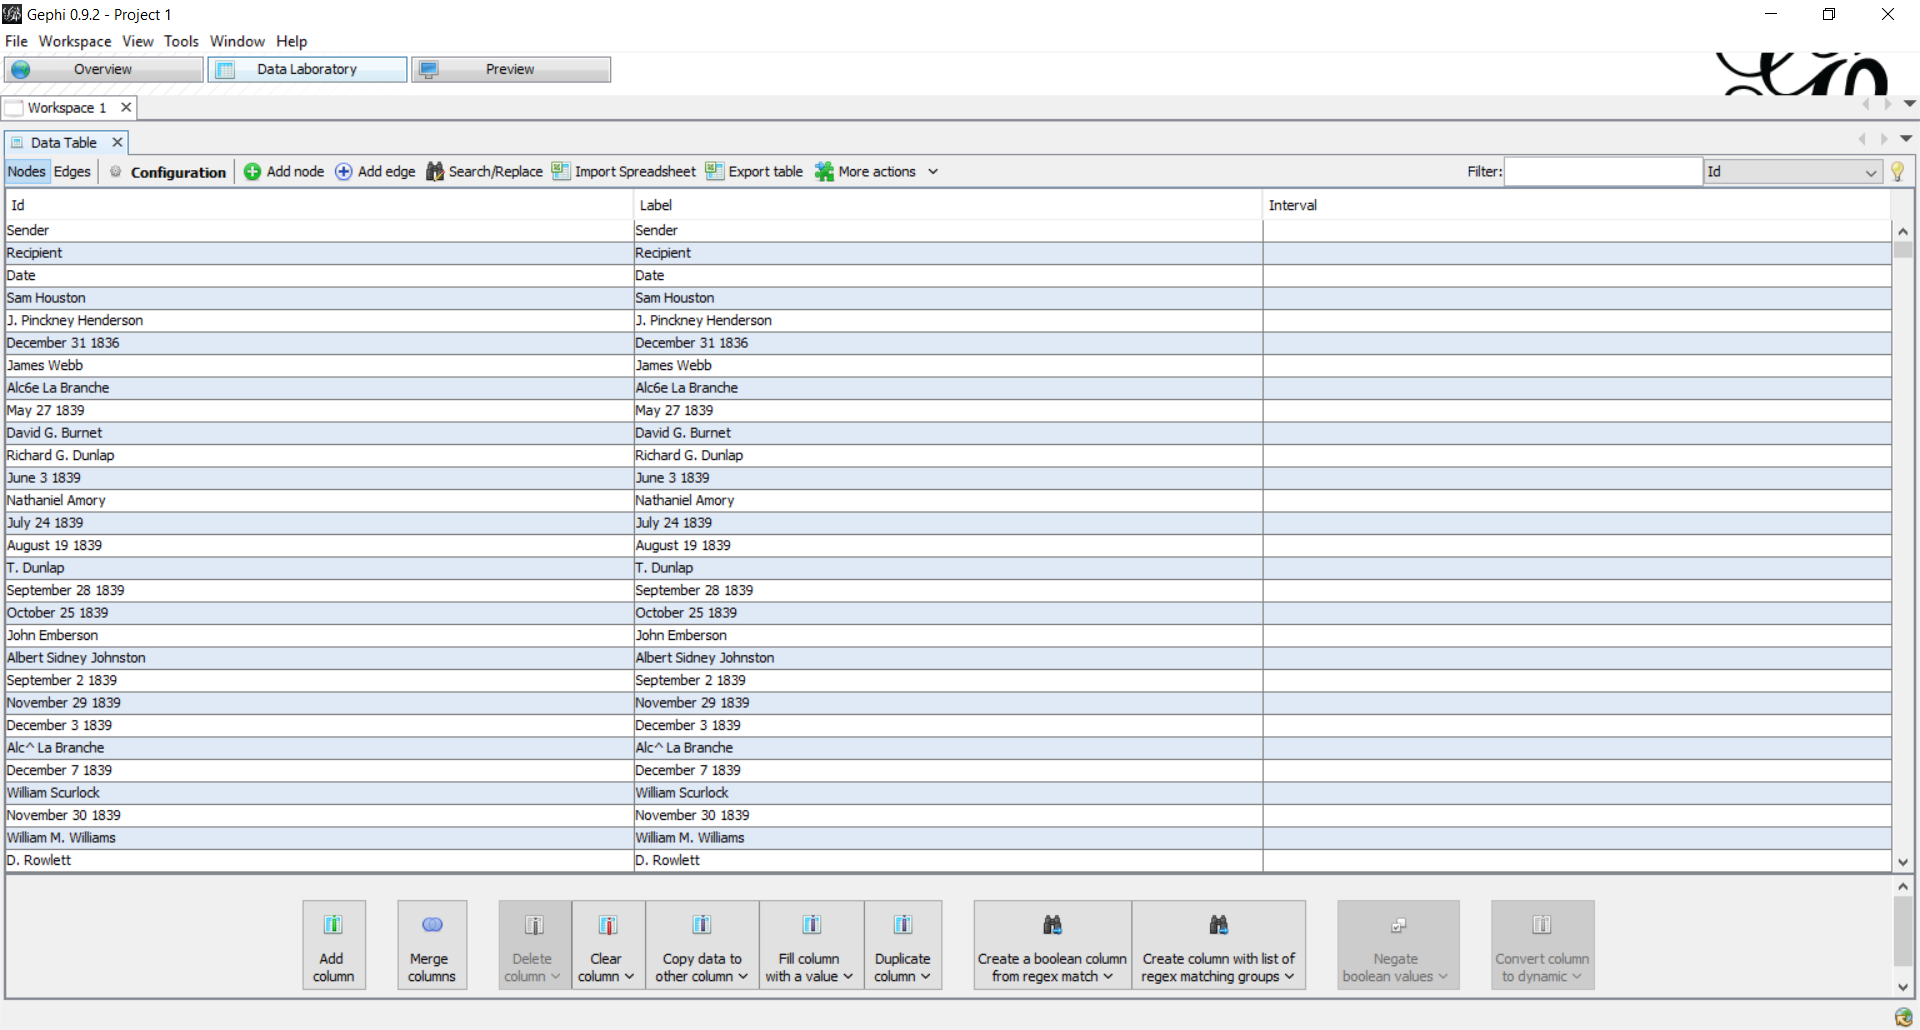 Gephi 0.9.2 - Project 1
File Workspace View Tools Window Help
Overview Data Laboratory Preview
Workspace 1
Data Table
Nodes Edges Configuration Add node Add edge Search/Replace Import Spreadsheet Export table More actions Filter: Id
Id Label Interval
Sender Sender
Recipient Recipient
Date Date
Sam Houston Sam Houston
J. Pinckney Henderson J. Pinckney Henderson
December 31 1836 December 31 1836
James Webb James Webb
Alc6e La Branche Alc6e La Branche
May 27 1839 May 27 1839
David G. Burnet David G. Burnet
Richard G. Dunlap Richard G. Dunlap
June 3 1839 June 3 1839
Nathaniel Amory Nathaniel Amory
July 24 1839 July 24 1839
August 19 1839 August 19 1839
T. Dunlap T. Dunlap
September 28 1839 September 28 1839
October 25 1839 October 25 1839
John Emberson John Emberson
Albert Sidney Johnston Albert Sidney Johnston
September 2 1839 September 2 1839
November 29 1839 November 29 1839
December 3 1839 December 3 1839
Alc^ La Branche Alc^ La Branche
December 7 1839 December 7 1839
William Scurlock William Scurlock
November 30 1839 November 30 1839
William M. Williams William M. Williams
D. Rowlett D. Rowlett
Add column
Merge columns
Delete column
Clear column
Copy data to other column
Fill column with a value
Duplicate column
Create a boolean column from regex match
Create column with list of regex matching groups
Negate boolean values
Convert column to dynamic